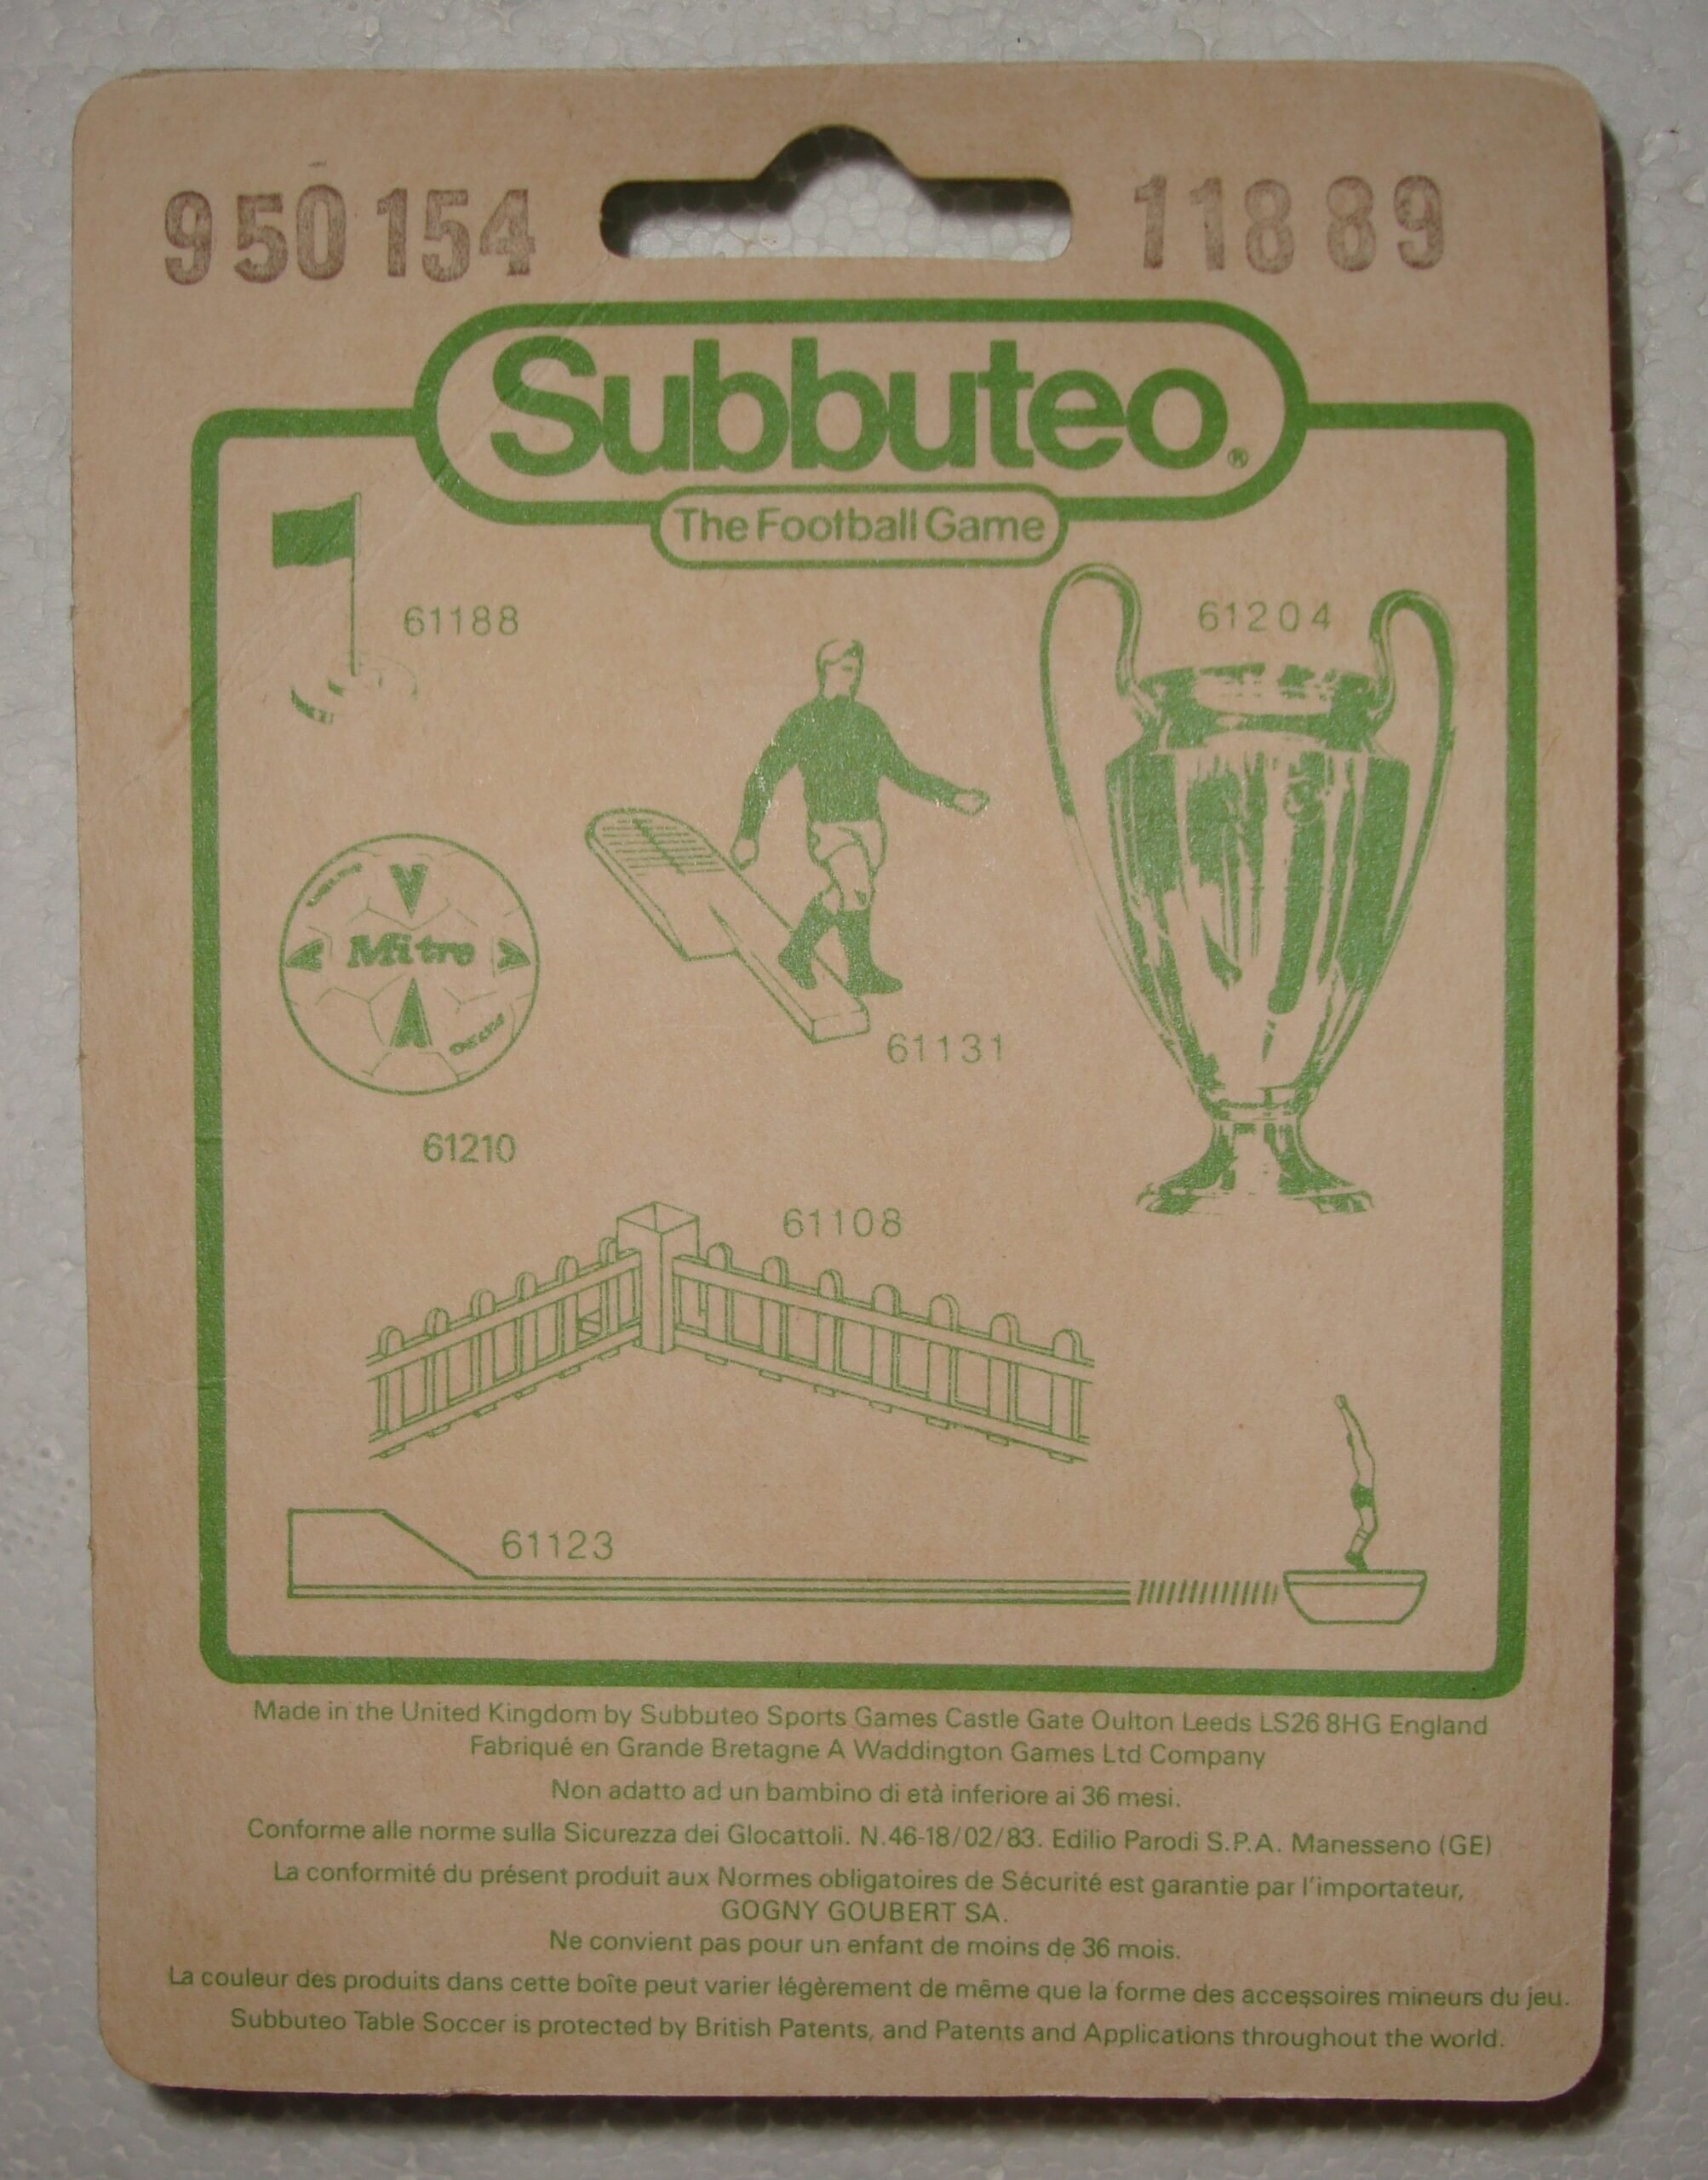 950154 11889
Subbuteo®
The Football Game
61188
61204
Mitre
61131
61210
61108
61123
Made in the United Kingdom by Subbuteo Sports Games Castle Gate Oulton Leeds LS26 8HG England
Fabriqué en Grande Bretagne A Waddington Games Ltd Company
Non adatto ad un bambino di età inferiore ai 36 mesi.
Conforme alle norme sulla Sicurezza dei Glocattoli. N.46-18/02/83. Edilio Parodi S.P.A. Manesseno (GE)
La conformité du présent produit aux Normes obligatoires de Sécurité est garantie par l'importateur,
GOGNY GOUBERT SA.
Ne convient pas pour un enfant de moins de 36 mois.
La couleur des produits dans cette boîte peut varier légèrement de même que la forme des accessoires mineurs du jeu.
Subbuteo Table Soccer is protected by British Patents, and Patents and Applications throughout the world.